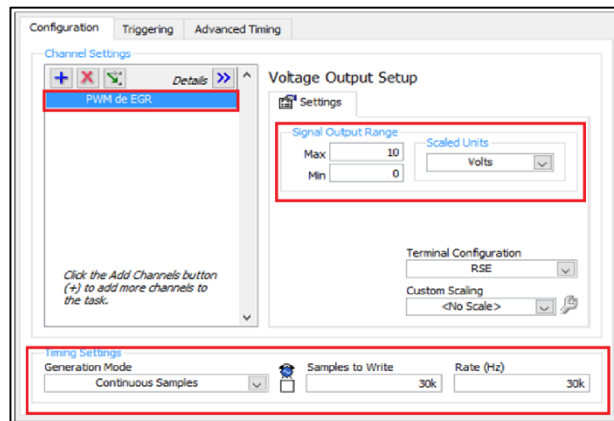 Configuration Triggering Advanced Timing
Channel Settings
Details
PWM de EGR
Click the Add Channels button
(+) to add more channels to
the task.
Voltage Output Setup
Settings
Signal Output Range
Max 10
Min 0
Scaled Units
Volts
Terminal Configuration
RSE
Custom Scaling
<No Scale>
Timing Settings
Generation Mode Samples to Write Rate (Hz)
Continuous Samples 30k 30k